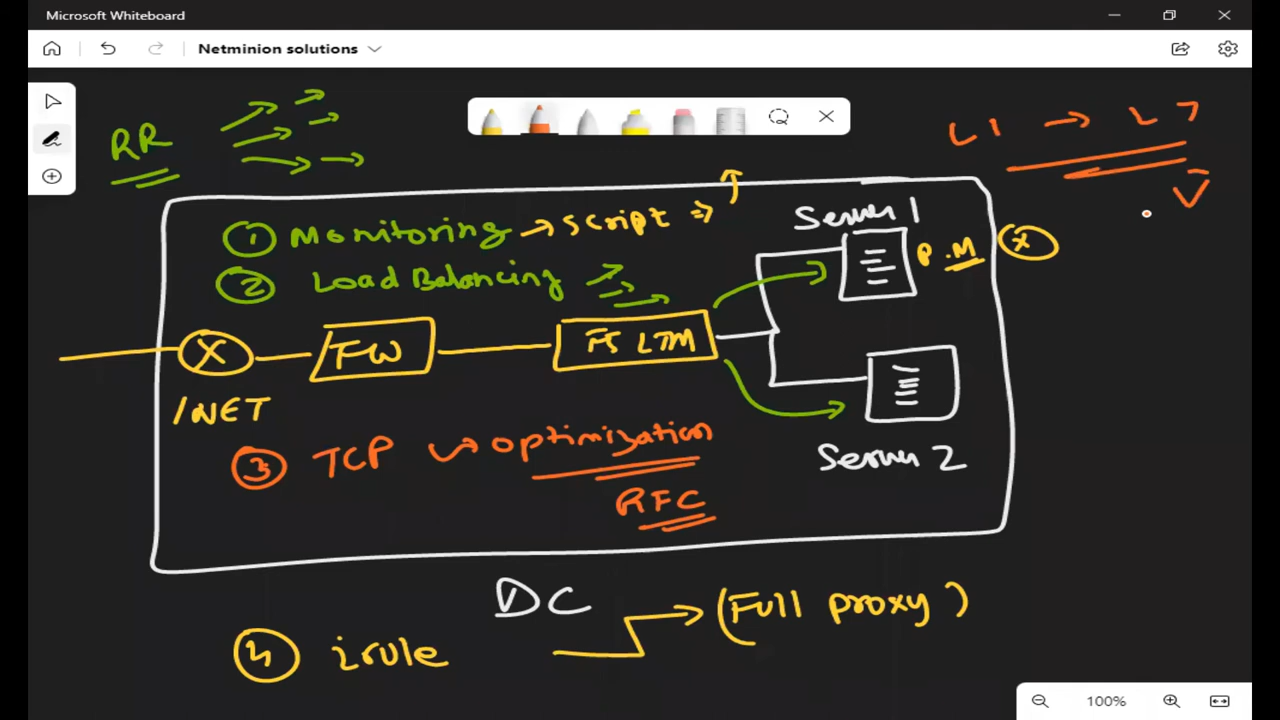 Microsoft Whiteboard
Netminion solutions
RR
L1 → L7
① Monitoring → Script ⇒
Server 1
P.M
X
② Load Balancing
X
FW
F5 LTM
INET
③ TCP → optimization
RFC
Server 2
DC
④ irule
(Full proxy)
100%